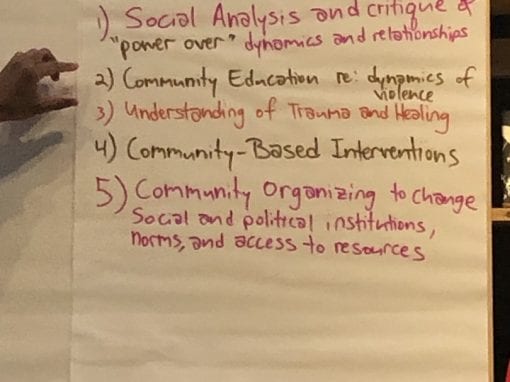 1) Social Analysis and critique of
"power over" dynamics and relationships
2) Community Education re: dynamics of
violence
3) Understanding of Trauma and Healing
4) Community-Based Interventions
5) Community Organizing to change
Social and political institutions,
norms, and access to resources